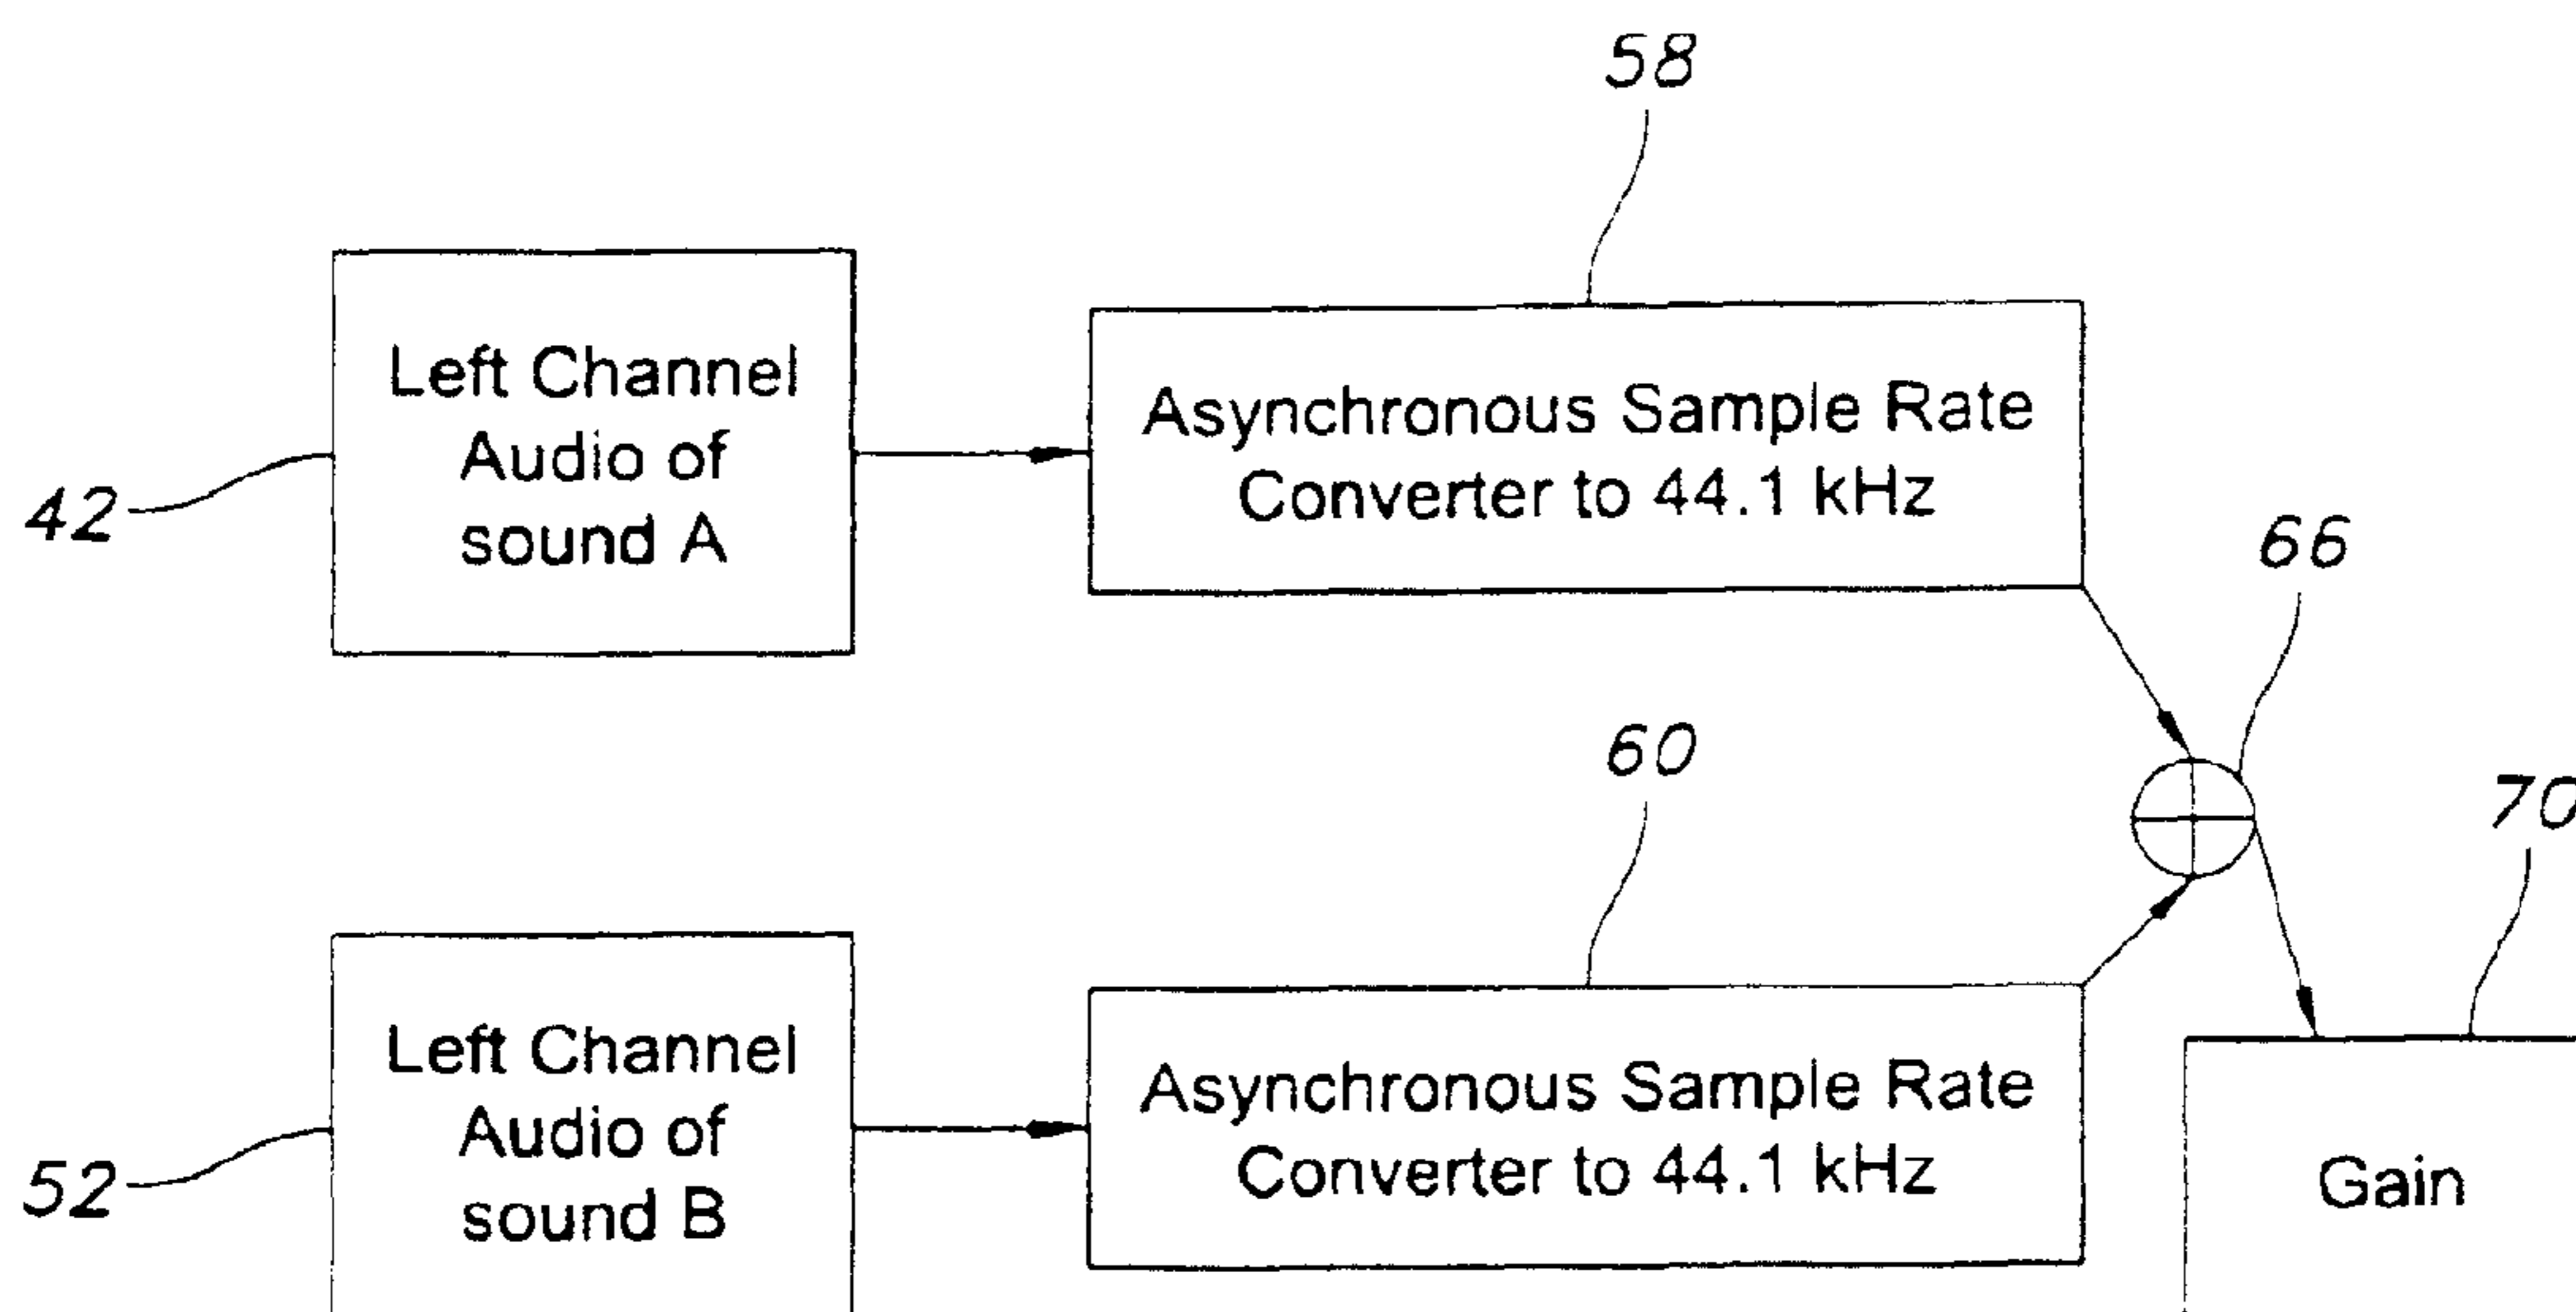 58
Left Channel
Audio of
sound A
42
Asynchronous Sample Rate
Converter to 44.1 kHz
66
60
70
Left Channel
Audio of
sound B
52
Asynchronous Sample Rate
Converter to 44.1 kHz
Gain